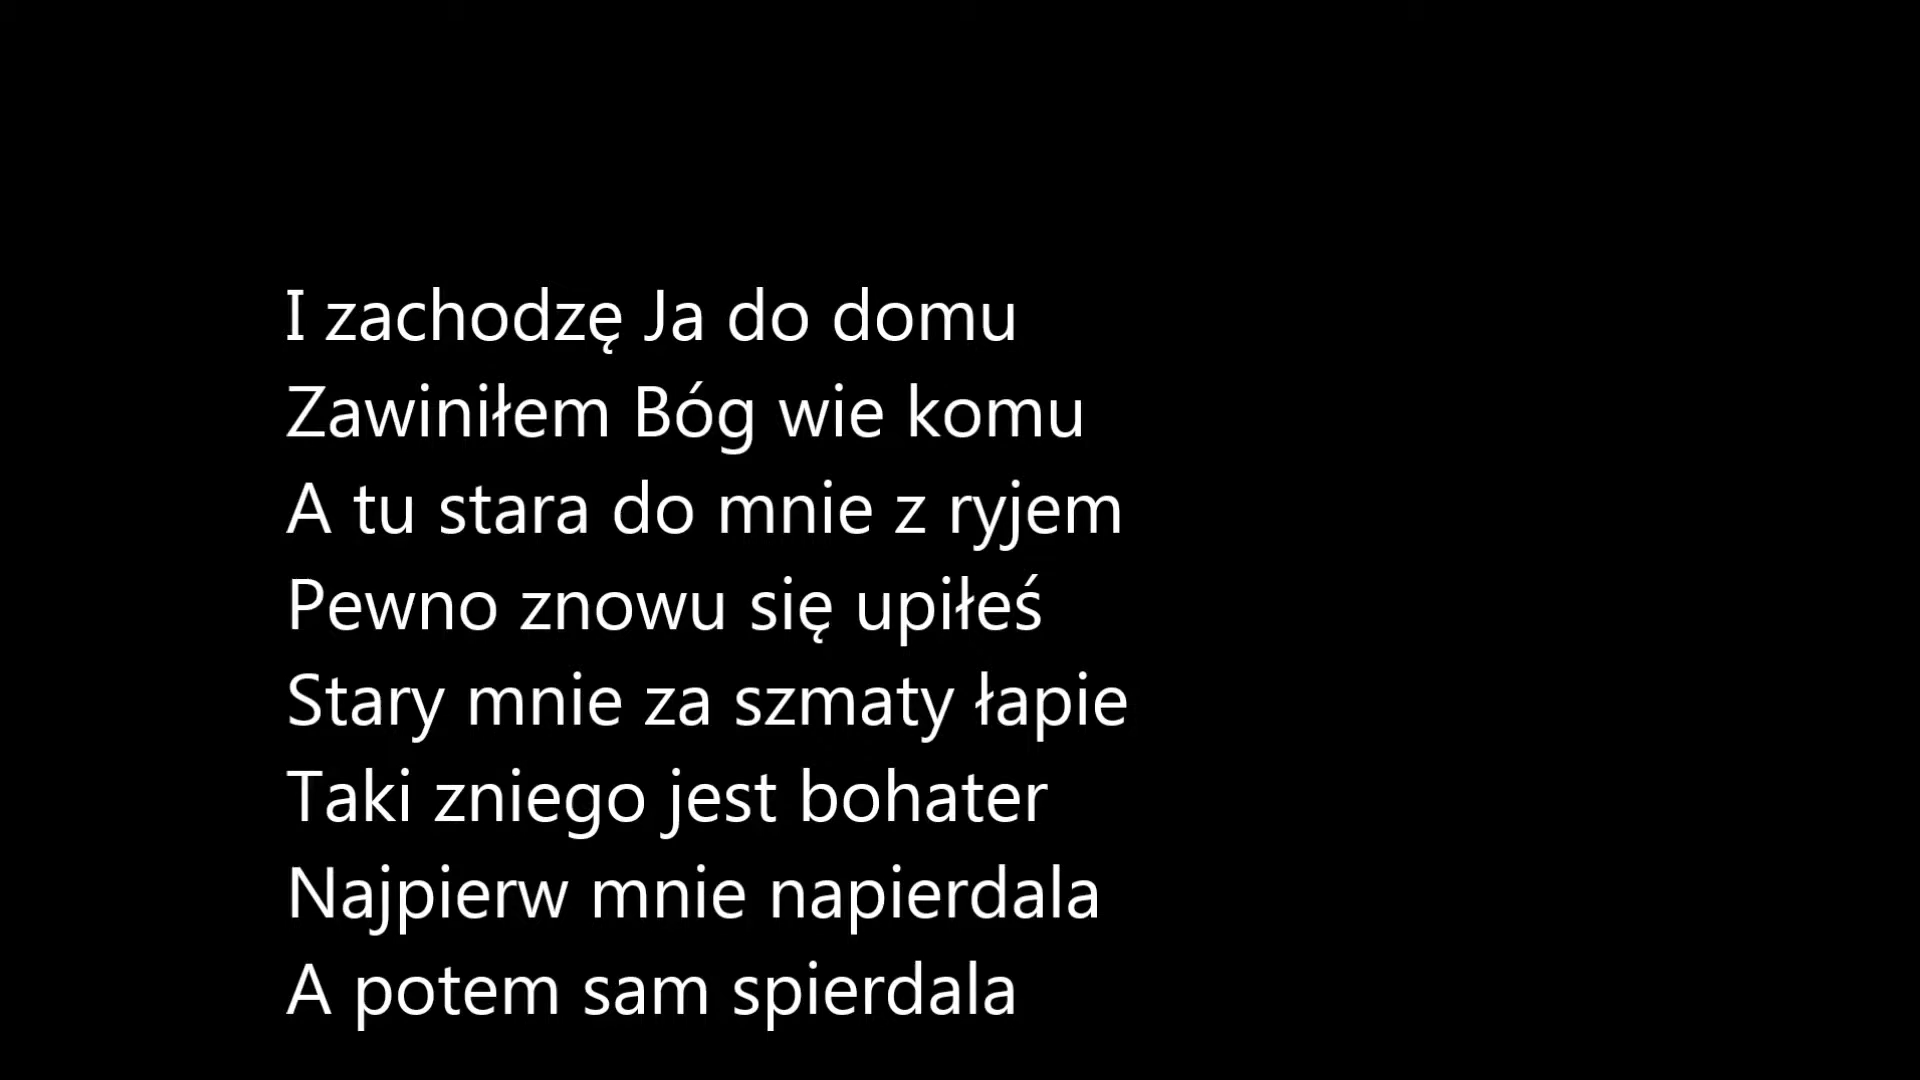 I zachodzę Ja do domu
Zawiniłem Bóg wie komu
A tu stara do mnie z ryjem
Pewno znowu się upiłeś
Stary mnie za szmaty łapie
Taki zniego jest bohater
Najpierw mnie napierdala
A potem sam spierdala